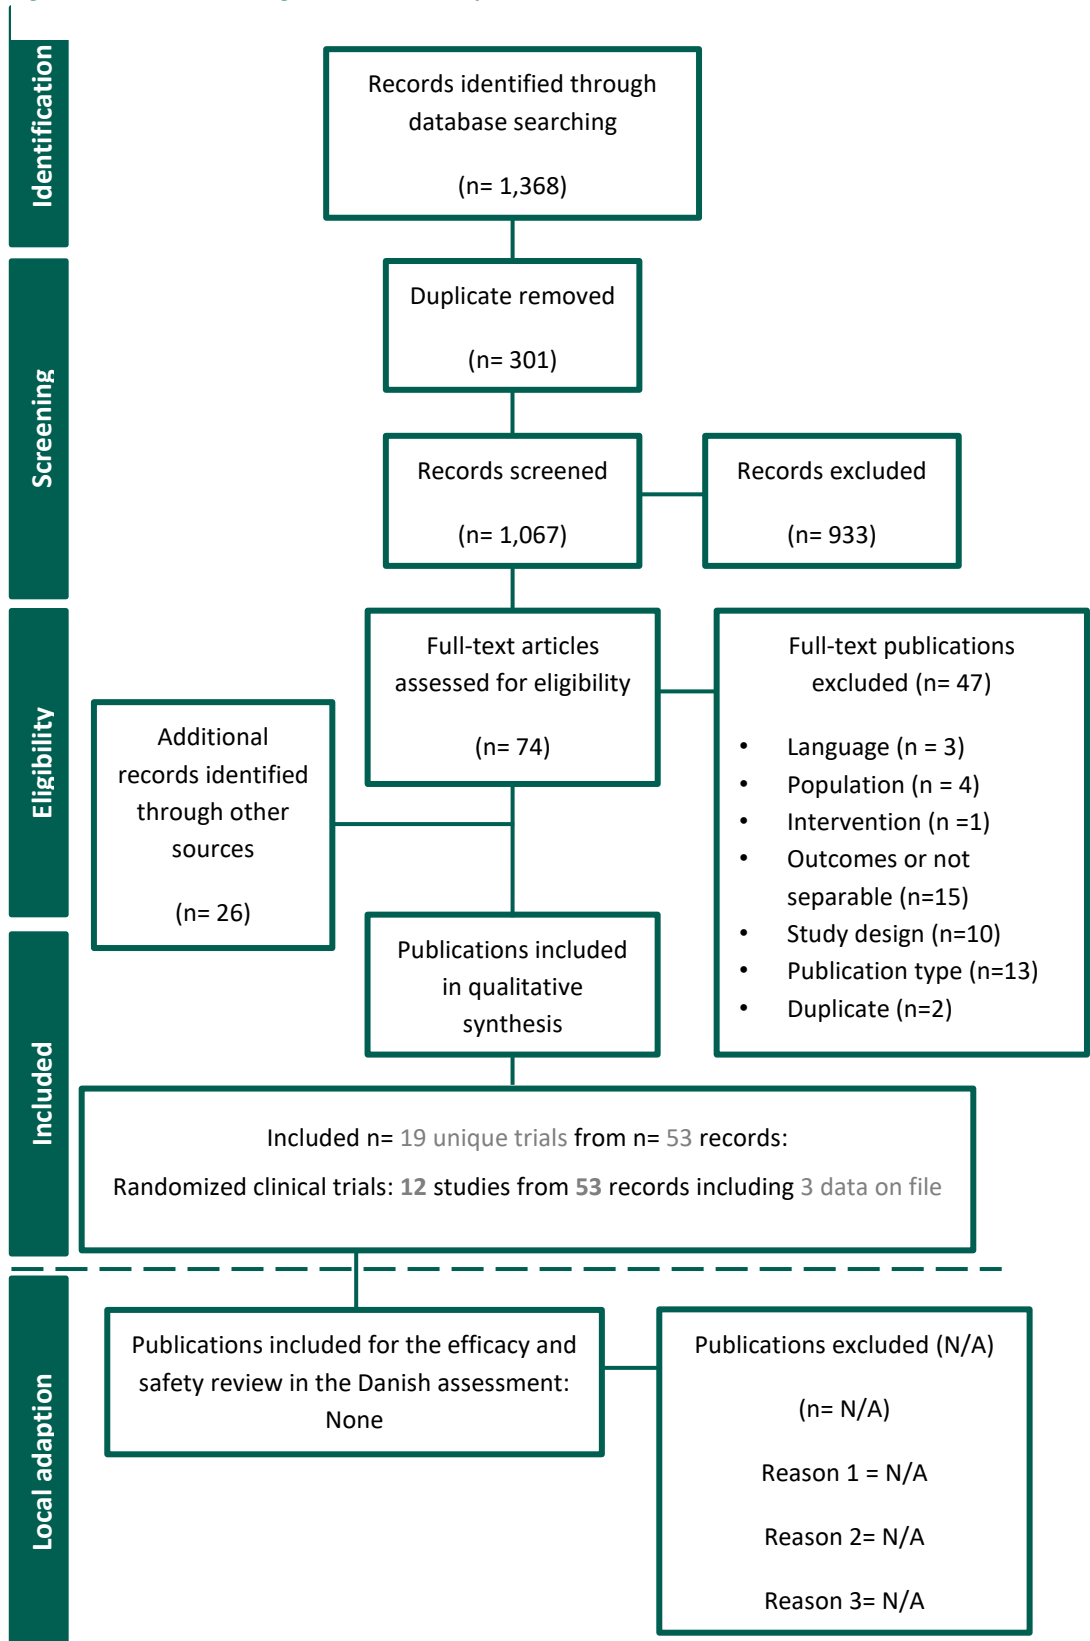 Identification
Records identified through
database searching
(n= 1,368)
Screening
Duplicate removed
(n= 301)
Records screened
(n= 1,067)
Records excluded
(n= 933)
Eligibility
Full-text articles
assessed for eligibility
(n= 74)
Full-text publications
excluded (n= 47)
• Language (n = 3)
• Population (n = 4)
• Intervention (n =1)
• Outcomes or not
separable (n=15)
• Study design (n=10)
• Publication type (n=13)
• Duplicate (n=2)
Additional
records identified
through other
sources
(n= 26)
Included
Publications included
in qualitative
synthesis
Included n= 19 unique trials from n= 53 records:
Randomized clinical trials: 12 studies from 53 records including 3 data on file
Local adaption
Publications included for the efficacy and
safety review in the Danish assessment:
None
Publications excluded (N/A)
(n= N/A)
Reason 1 = N/A
Reason 2= N/A
Reason 3= N/A